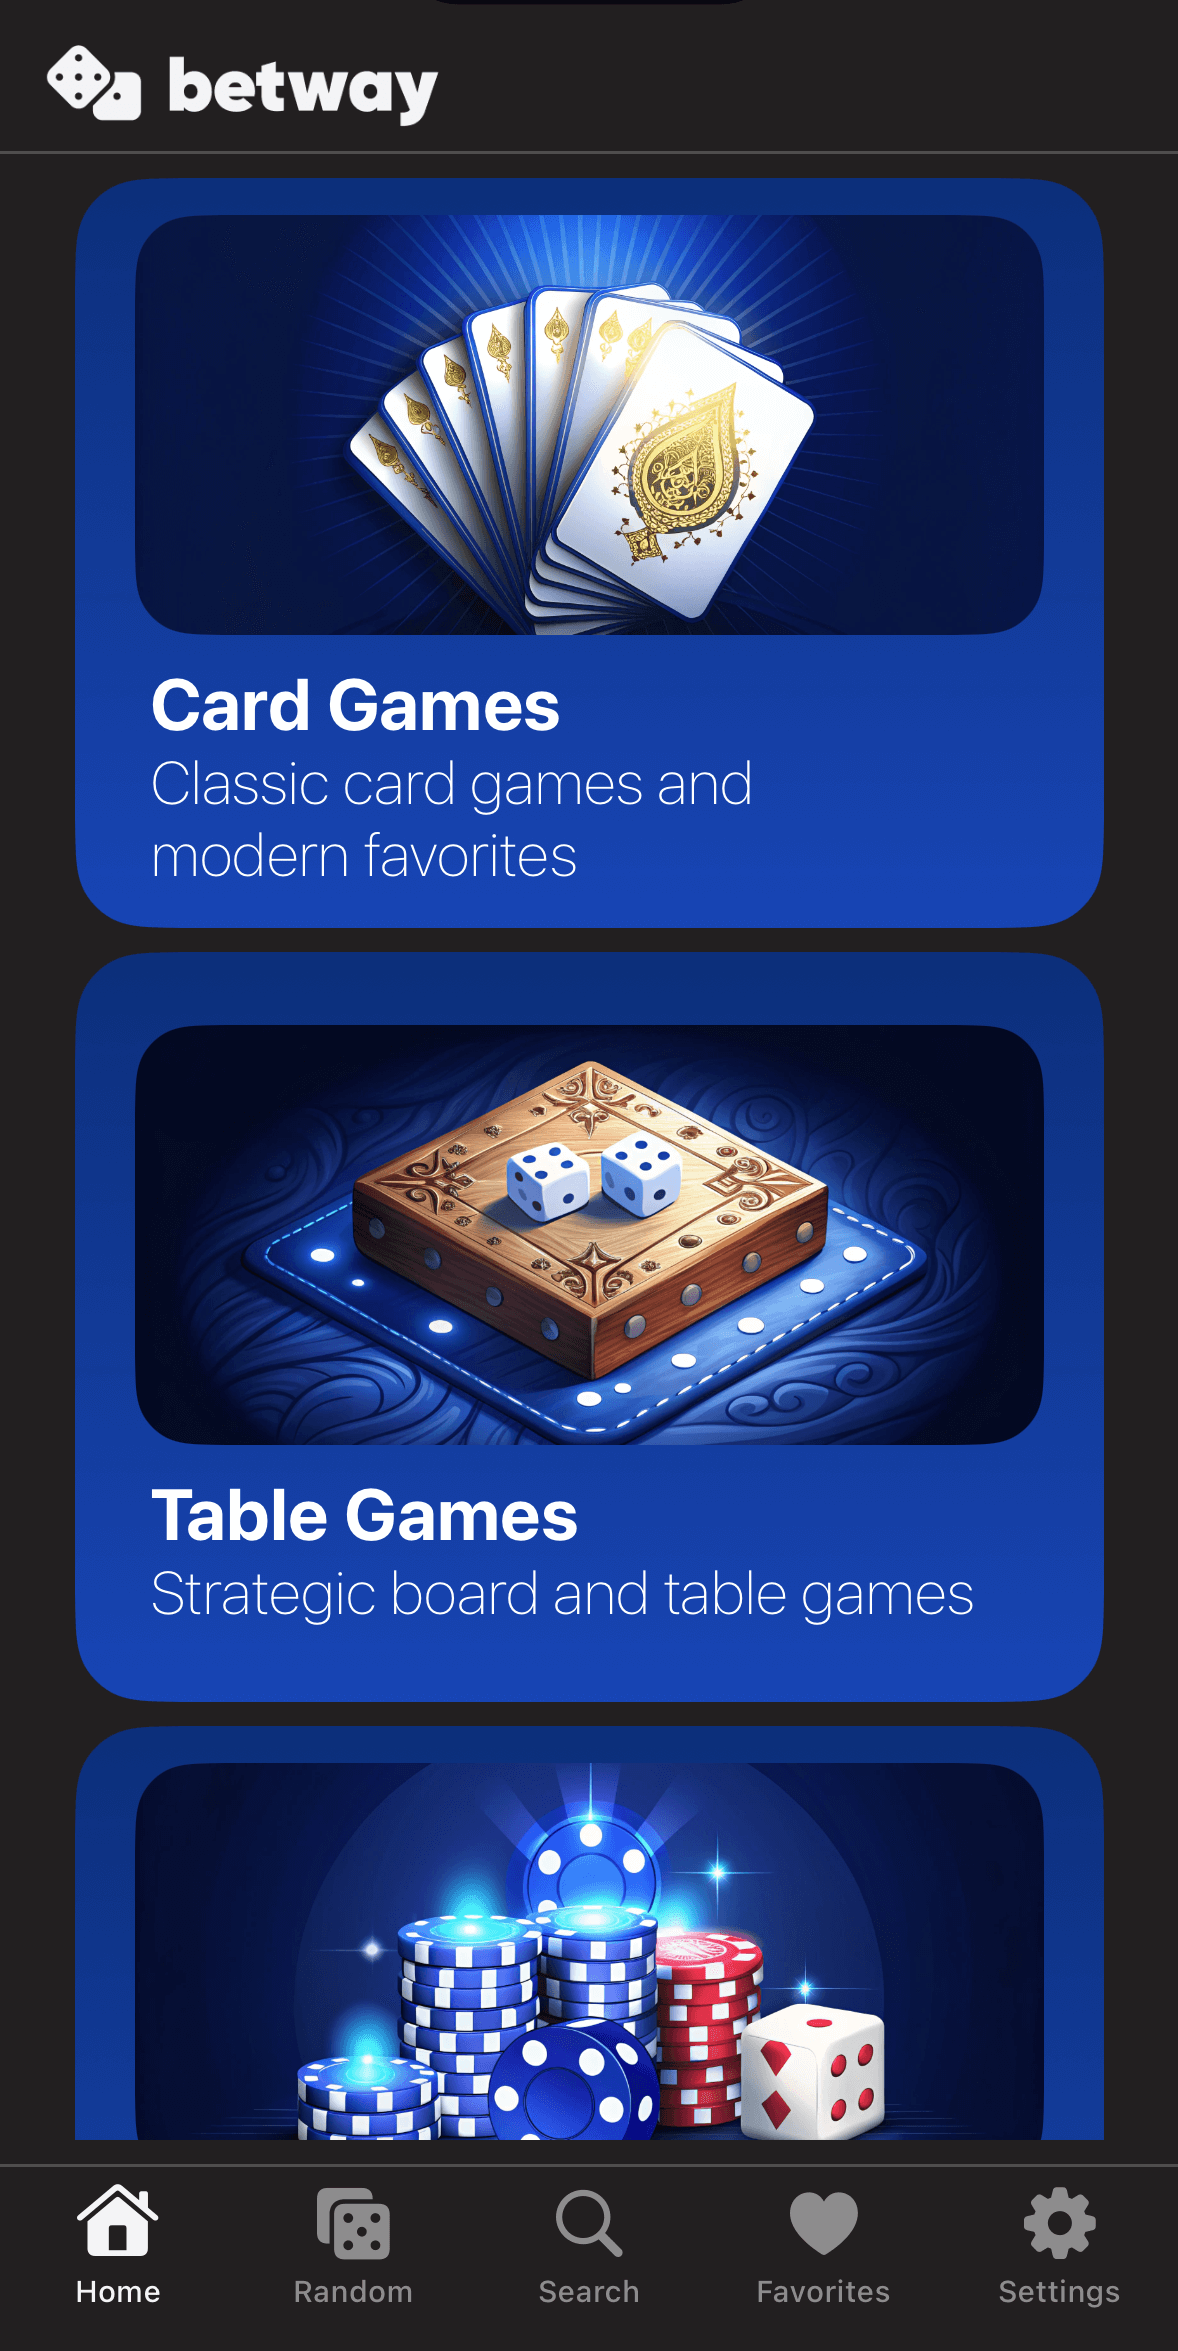 betway
Card Games
Classic card games and
modern favorites
Table Games
Strategic board and table games
Home
Random
Search
Favorites
Settings